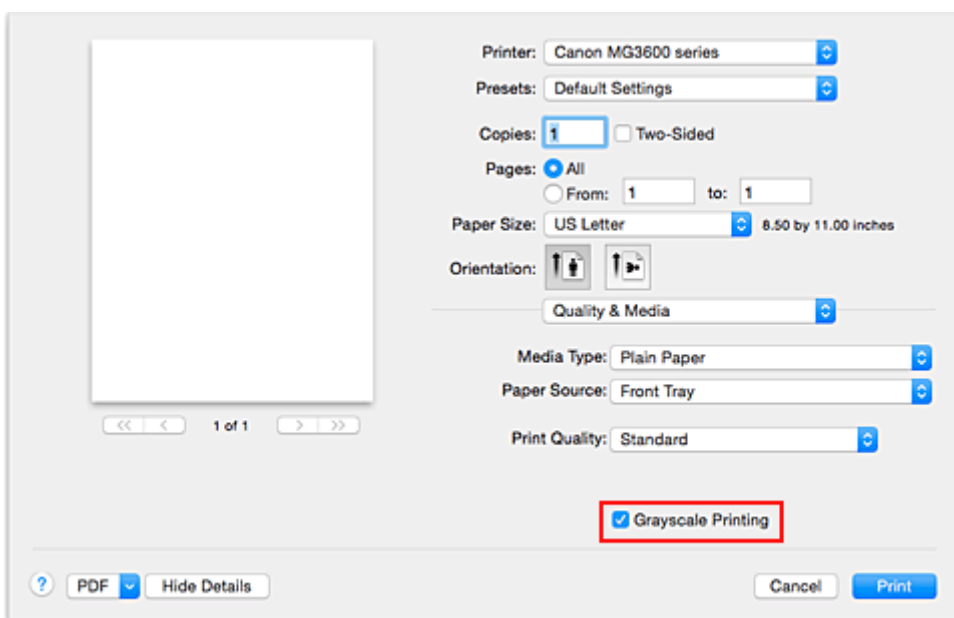 Printer: Canon MG3600 series
Presets: Default Settings
Copies: 1 Two-Sided
Pages: All
From: 1 to: 1
Paper Size: US Letter 8.50 by 11.00 inches
Orientation:
Quality & Media
Media Type: Plain Paper
Paper Source: Front Tray
<< < 1 of 1 > >>
Print Quality: Standard
Grayscale Printing
? PDF Hide Details Cancel Print